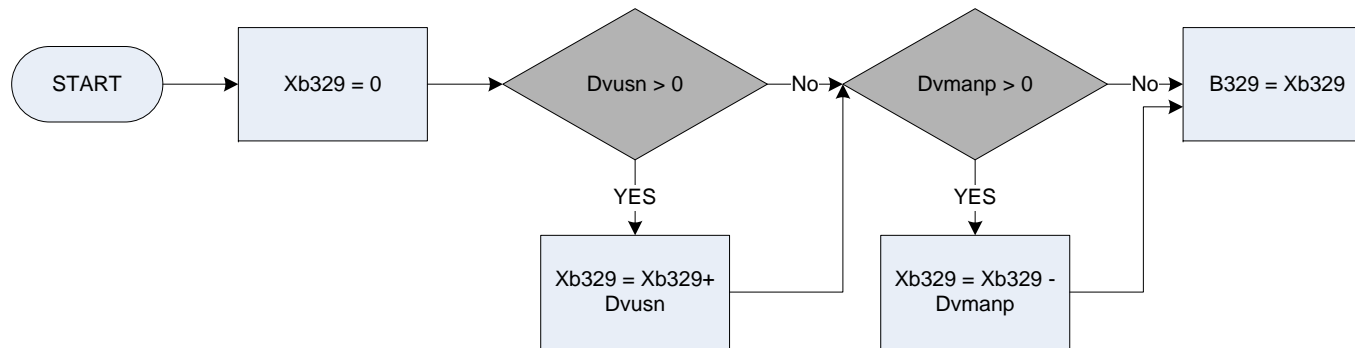 START
Xb329 = 0
Dvusn > 0
No
Dvmanp > 0
No
B329 = Xb329
YES
YES
Xb329 = Xb329+
Dvusn
Xb329 = Xb329 -
Dvmanp